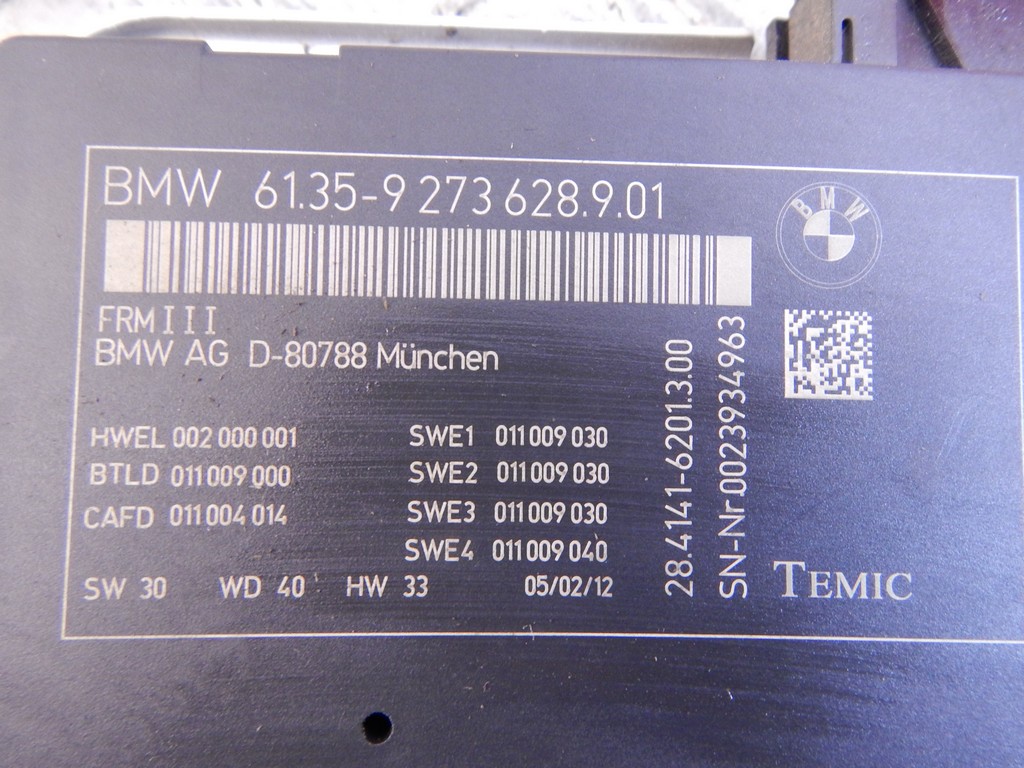 BMW 61.35-9 273 628.9.01
BMW
FRM III
BMW AG D-80788 München
HWEL 002 000 001
BTLD 011 009 000
CAFD 011 004 014
SWE1 011 009 030
SWE2 011 009 030
SWE3 011 009 030
SWE4 011 009 040
SW 30 WD 40 HW 33 05/02/12
28.4141-6201.3.00
SN-Nr.0023934963
TEMIC